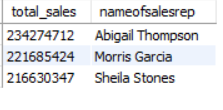 total_sales nameofsalesrep
234274712 Abigail Thompson
221685424 Morris Garcia
216630347 Sheila Stones